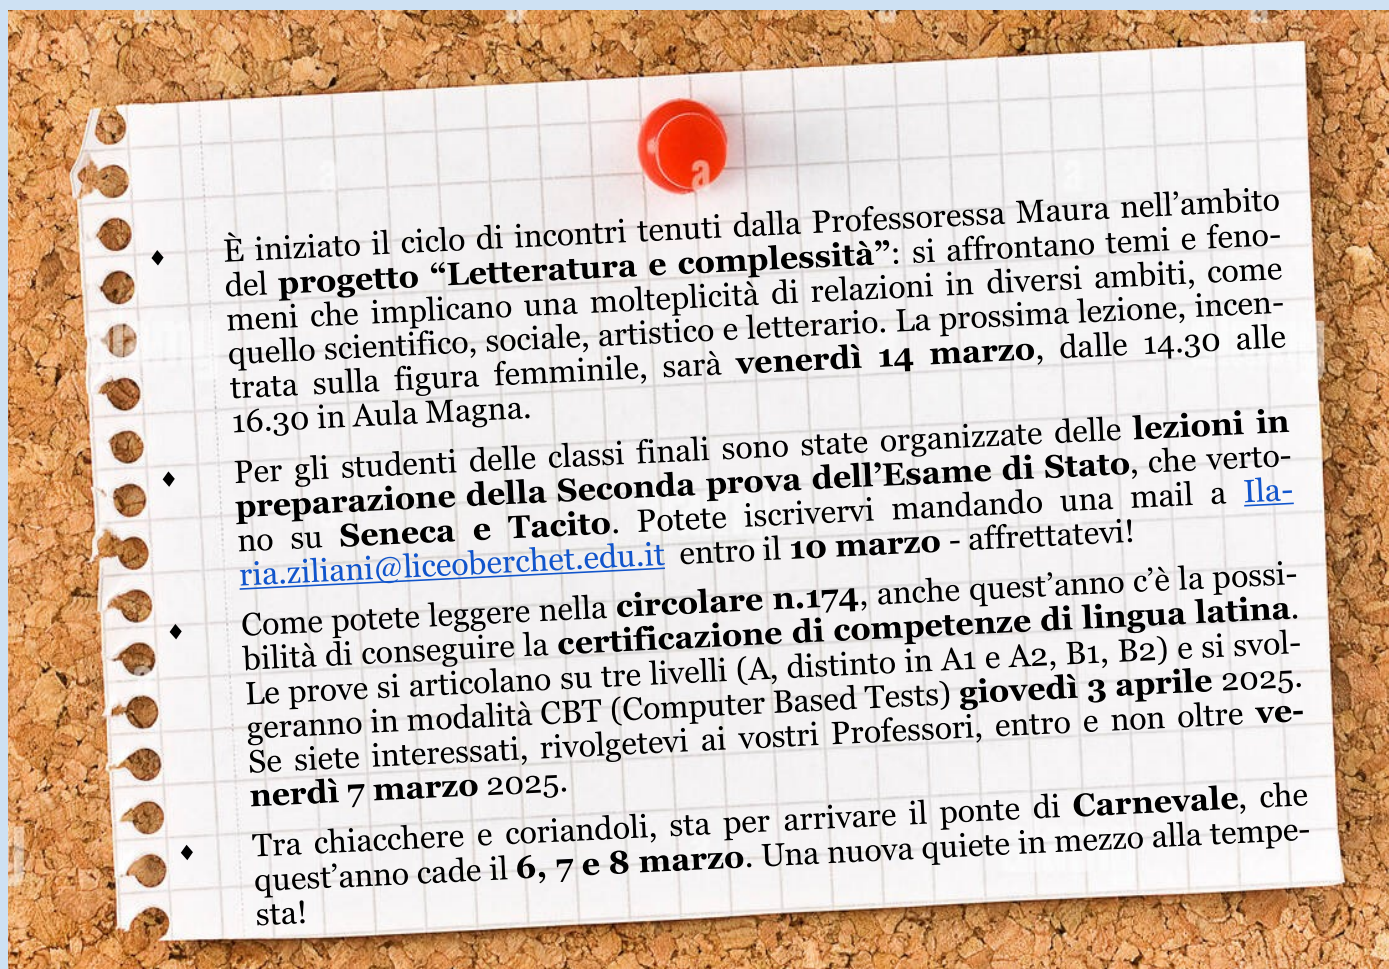 ♦ È iniziato il ciclo di incontri tenuti dalla Professoressa Maura nell’ambito
del progetto “Letteratura e complessità”: si affrontano temi e feno-
meni che implicano una molteplicità di relazioni in diversi ambiti, come
quello scientifico, sociale, artistico e letterario. La prossima lezione, incen-
trata sulla figura femminile, sarà venerdì 14 marzo, dalle 14.30 alle
16.30 in Aula Magna.
♦ Per gli studenti delle classi finali sono state organizzate delle lezioni in
preparazione della Seconda prova dell’Esame di Stato, che verto-
no su Seneca e Tacito. Potete iscrivervi mandando una mail a Ila-
ria.ziliani@liceoberchet.edu.it entro il 10 marzo - affrettatevi!
♦ Come potete leggere nella circolare n.174, anche quest’anno c’è la possi-
bilità di conseguire la certificazione di competenze di lingua latina.
Le prove si articolano su tre livelli (A, distinto in A1 e A2, B1, B2) e si svol-
geranno in modalità CBT (Computer Based Tests) giovedì 3 aprile 2025.
Se siete interessati, rivolgetevi ai vostri Professori, entro e non oltre ve-
nerdì 7 marzo 2025.
♦ Tra chiacchere e coriandoli, sta per arrivare il ponte di Carnevale, che
quest’anno cade il 6, 7 e 8 marzo. Una nuova quiete in mezzo alla tempe-
sta!